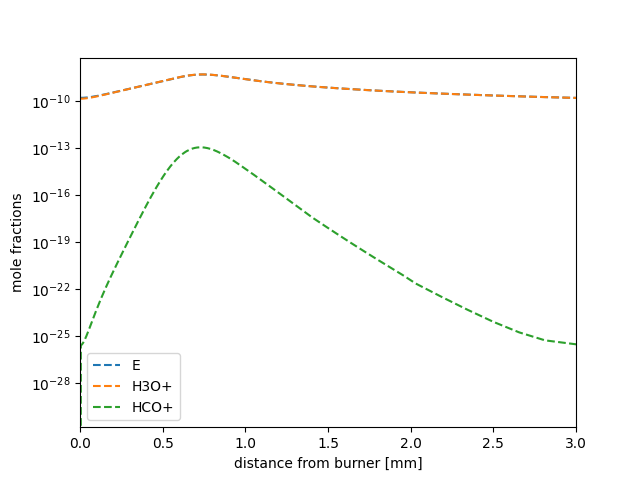 10⁻¹⁰
10⁻¹³
10⁻¹⁶
10⁻¹⁹
10⁻²²
10⁻²⁵
10⁻²⁸
mole fractions
E
H3O+
HCO+
0.0 0.5 1.0 1.5 2.0 2.5 3.0
distance from burner [mm]